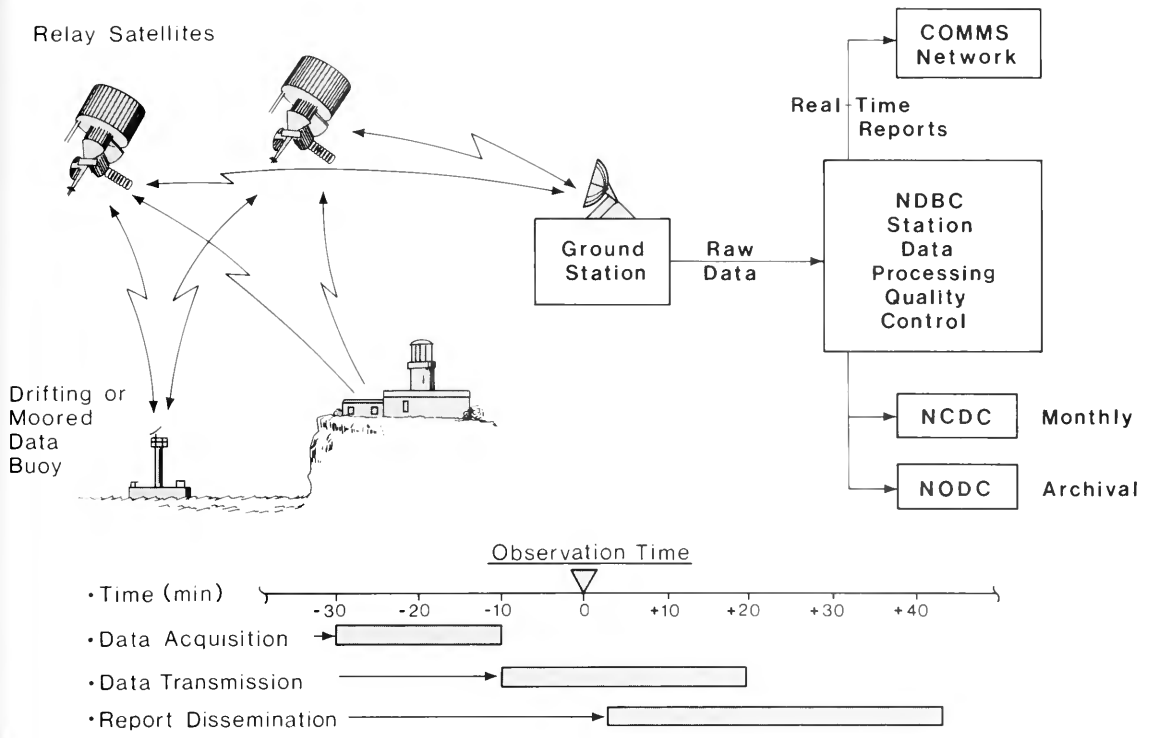 Relay Satellites
COMMS
Network
Real Time
Reports
NDBC
Station
Data
Processing
Quality
Control
Ground
Station
Raw
Data
Drifting or
Moored
Data
Buoy
NCDC
Monthly
NODC
Archival
Observation Time
•Time (min)
-30 -20 -10 0 +10 +20 +30 +40
•Data Acquisition
•Data Transmission
•Report Dissemination